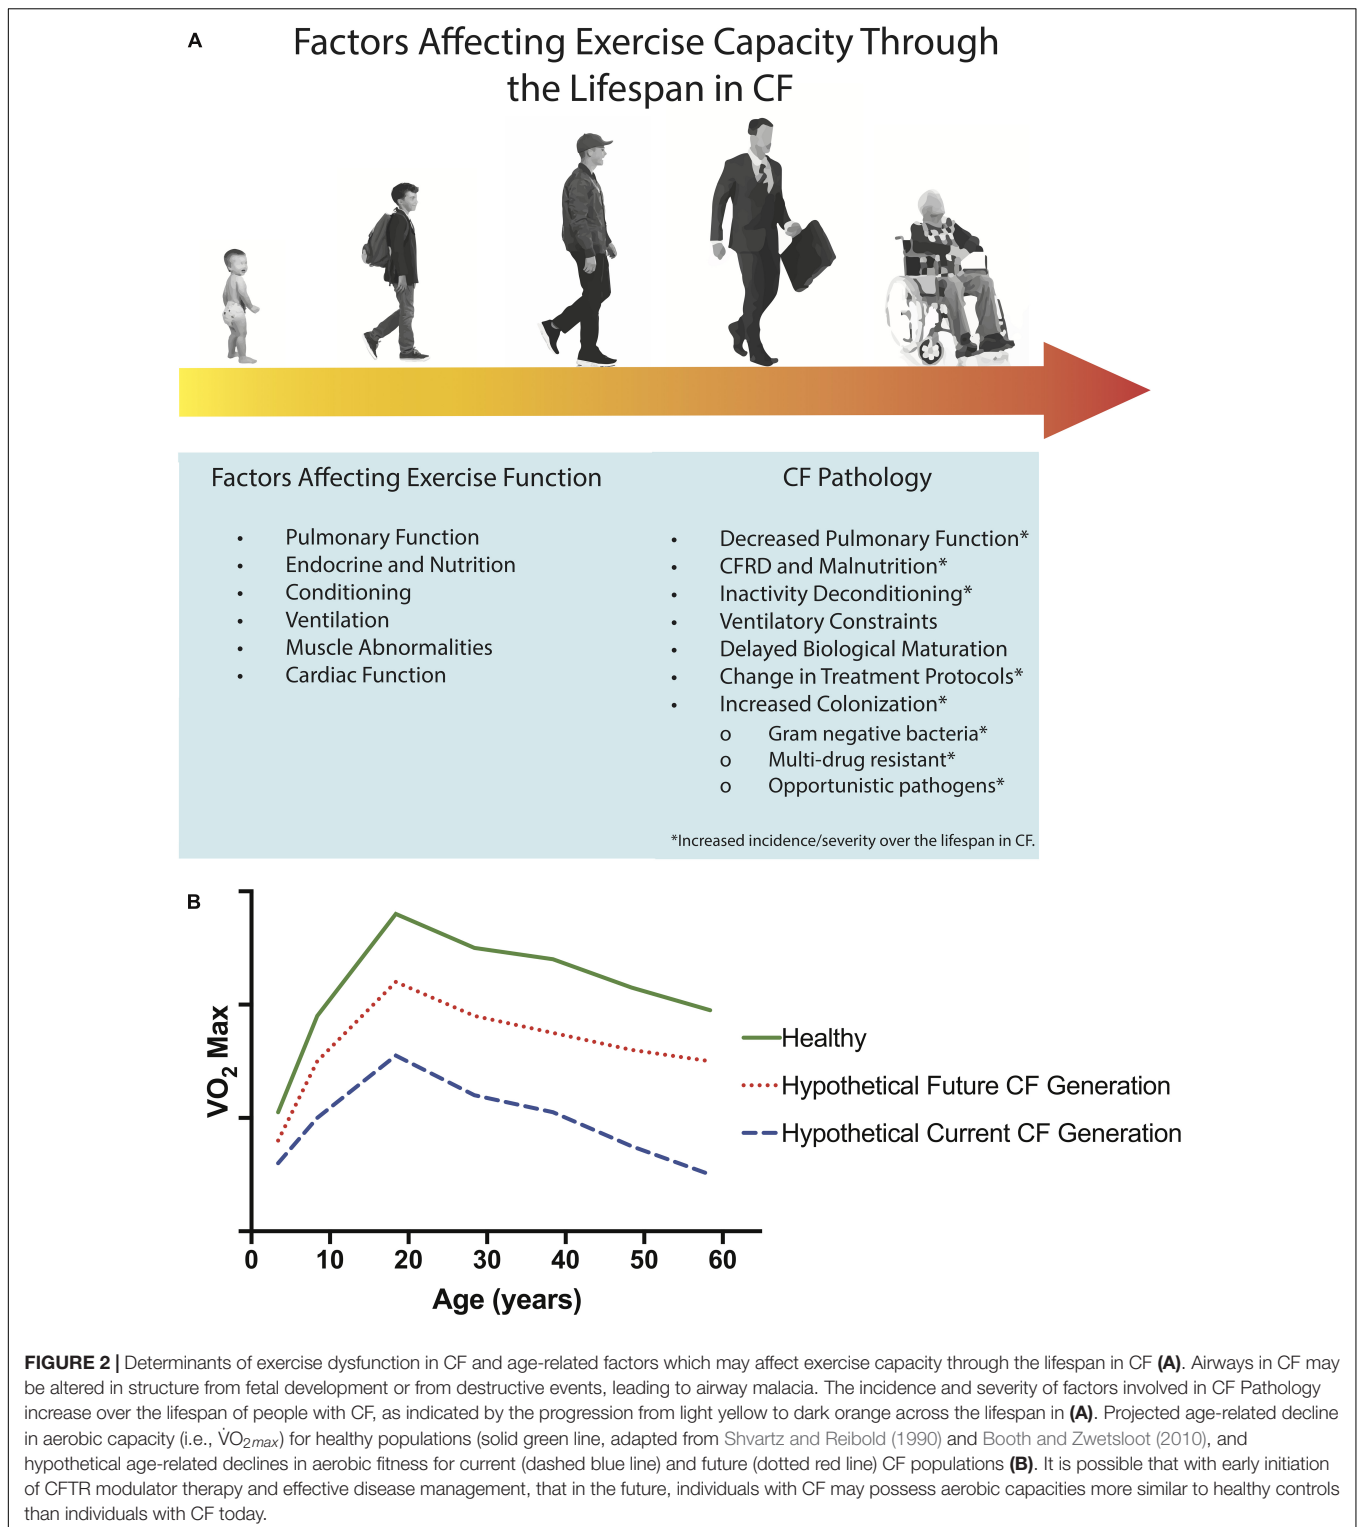 A
Factors Affecting Exercise Capacity Through
the Lifespan in CF
Factors Affecting Exercise Function
• Pulmonary Function
• Endocrine and Nutrition
• Conditioning
• Ventilation
• Muscle Abnormalities
• Cardiac Function
CF Pathology
• Decreased Pulmonary Function*
• CFRD and Malnutrition*
• Inactivity Deconditioning*
• Ventilatory Constraints
• Delayed Biological Maturation
• Change in Treatment Protocols*
• Increased Colonization*
o Gram negative bacteria*
o Multi-drug resistant*
o Opportunistic pathogens*
*Increased incidence/severity over the lifespan in CF.
B
VO2 Max
Healthy
Hypothetical Future CF Generation
Hypothetical Current CF Generation
0 10 20 30 40 50 60
Age (years)
FIGURE 2 | Determinants of exercise dysfunction in CF and age-related factors which may affect exercise capacity through the lifespan in CF (A). Airways in CF may
be altered in structure from fetal development or from destructive events, leading to airway malacia. The incidence and severity of factors involved in CF Pathology
increase over the lifespan of people with CF, as indicated by the progression from light yellow to dark orange across the lifespan in (A). Projected age-related decline
in aerobic capacity (i.e., V̇O2max) for healthy populations (solid green line, adapted from Shvartz and Reibold (1990) and Booth and Zwetsloot (2010), and
hypothetical age-related declines in aerobic fitness for current (dashed blue line) and future (dotted red line) CF populations (B). It is possible that with early initiation
of CFTR modulator therapy and effective disease management, that in the future, individuals with CF may possess aerobic capacities more similar to healthy controls
than individuals with CF today.